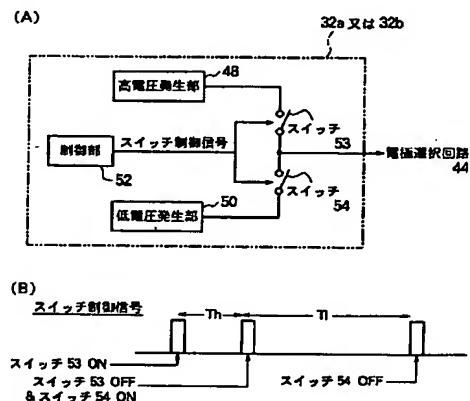 (A)
32a 又は 32b
48
高電圧発生部
スイッチ
スイッチ制御信号
制御部
53
電極選択回路
44
52
50
スイッチ
54
低電圧発生部
(B)
スイッチ制御信号
Th
Tl
スイッチ 53 ON
スイッチ 53 OFF
& スイッチ 54 ON
スイッチ 54 OFF